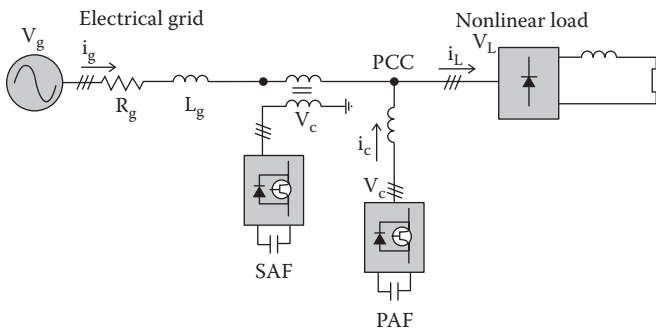 Electrical grid
Nonlinear load
V_g
i_g
PCC
i_L
V_L
R_g
L_g
V_c
i_c
V_c
SAF
PAF